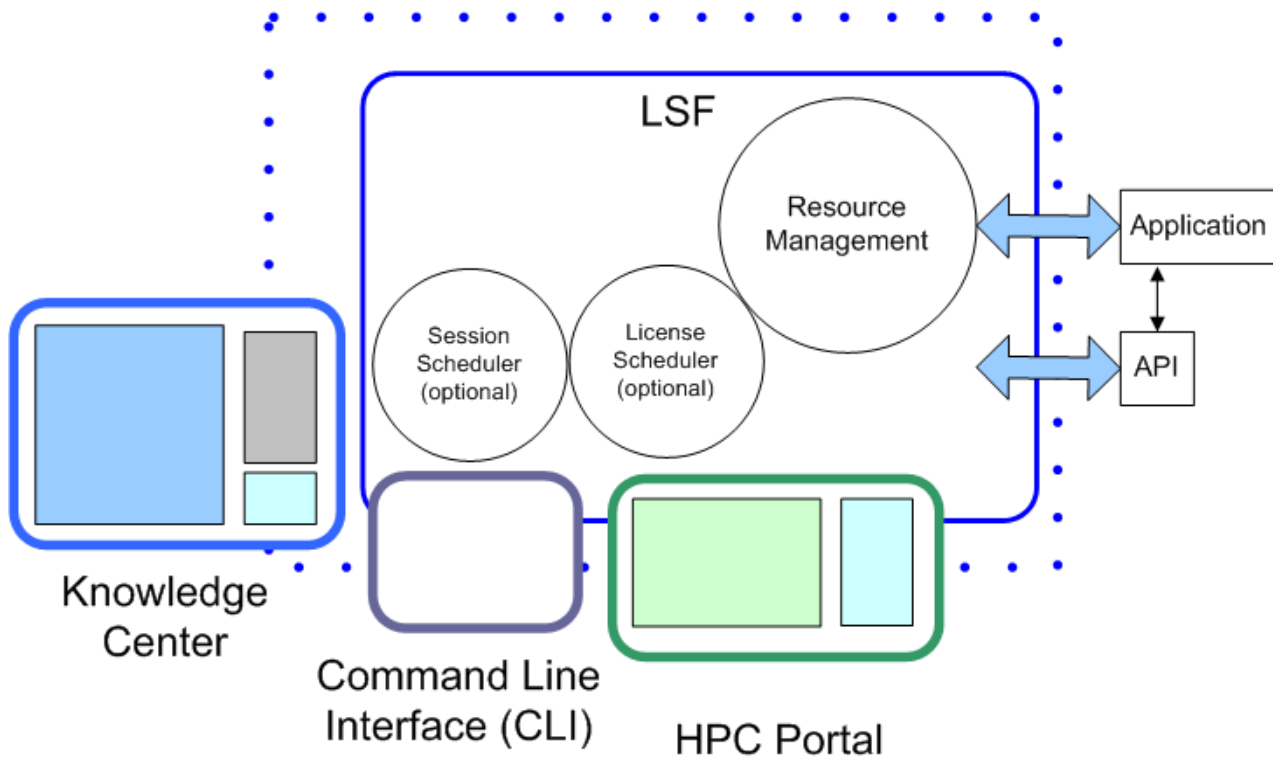 LSF
Resource
Management
Application
Session
Scheduler
(optional)
License
Scheduler
(optional)
API
Knowledge
Center
Command Line
Interface (CLI)
HPC Portal